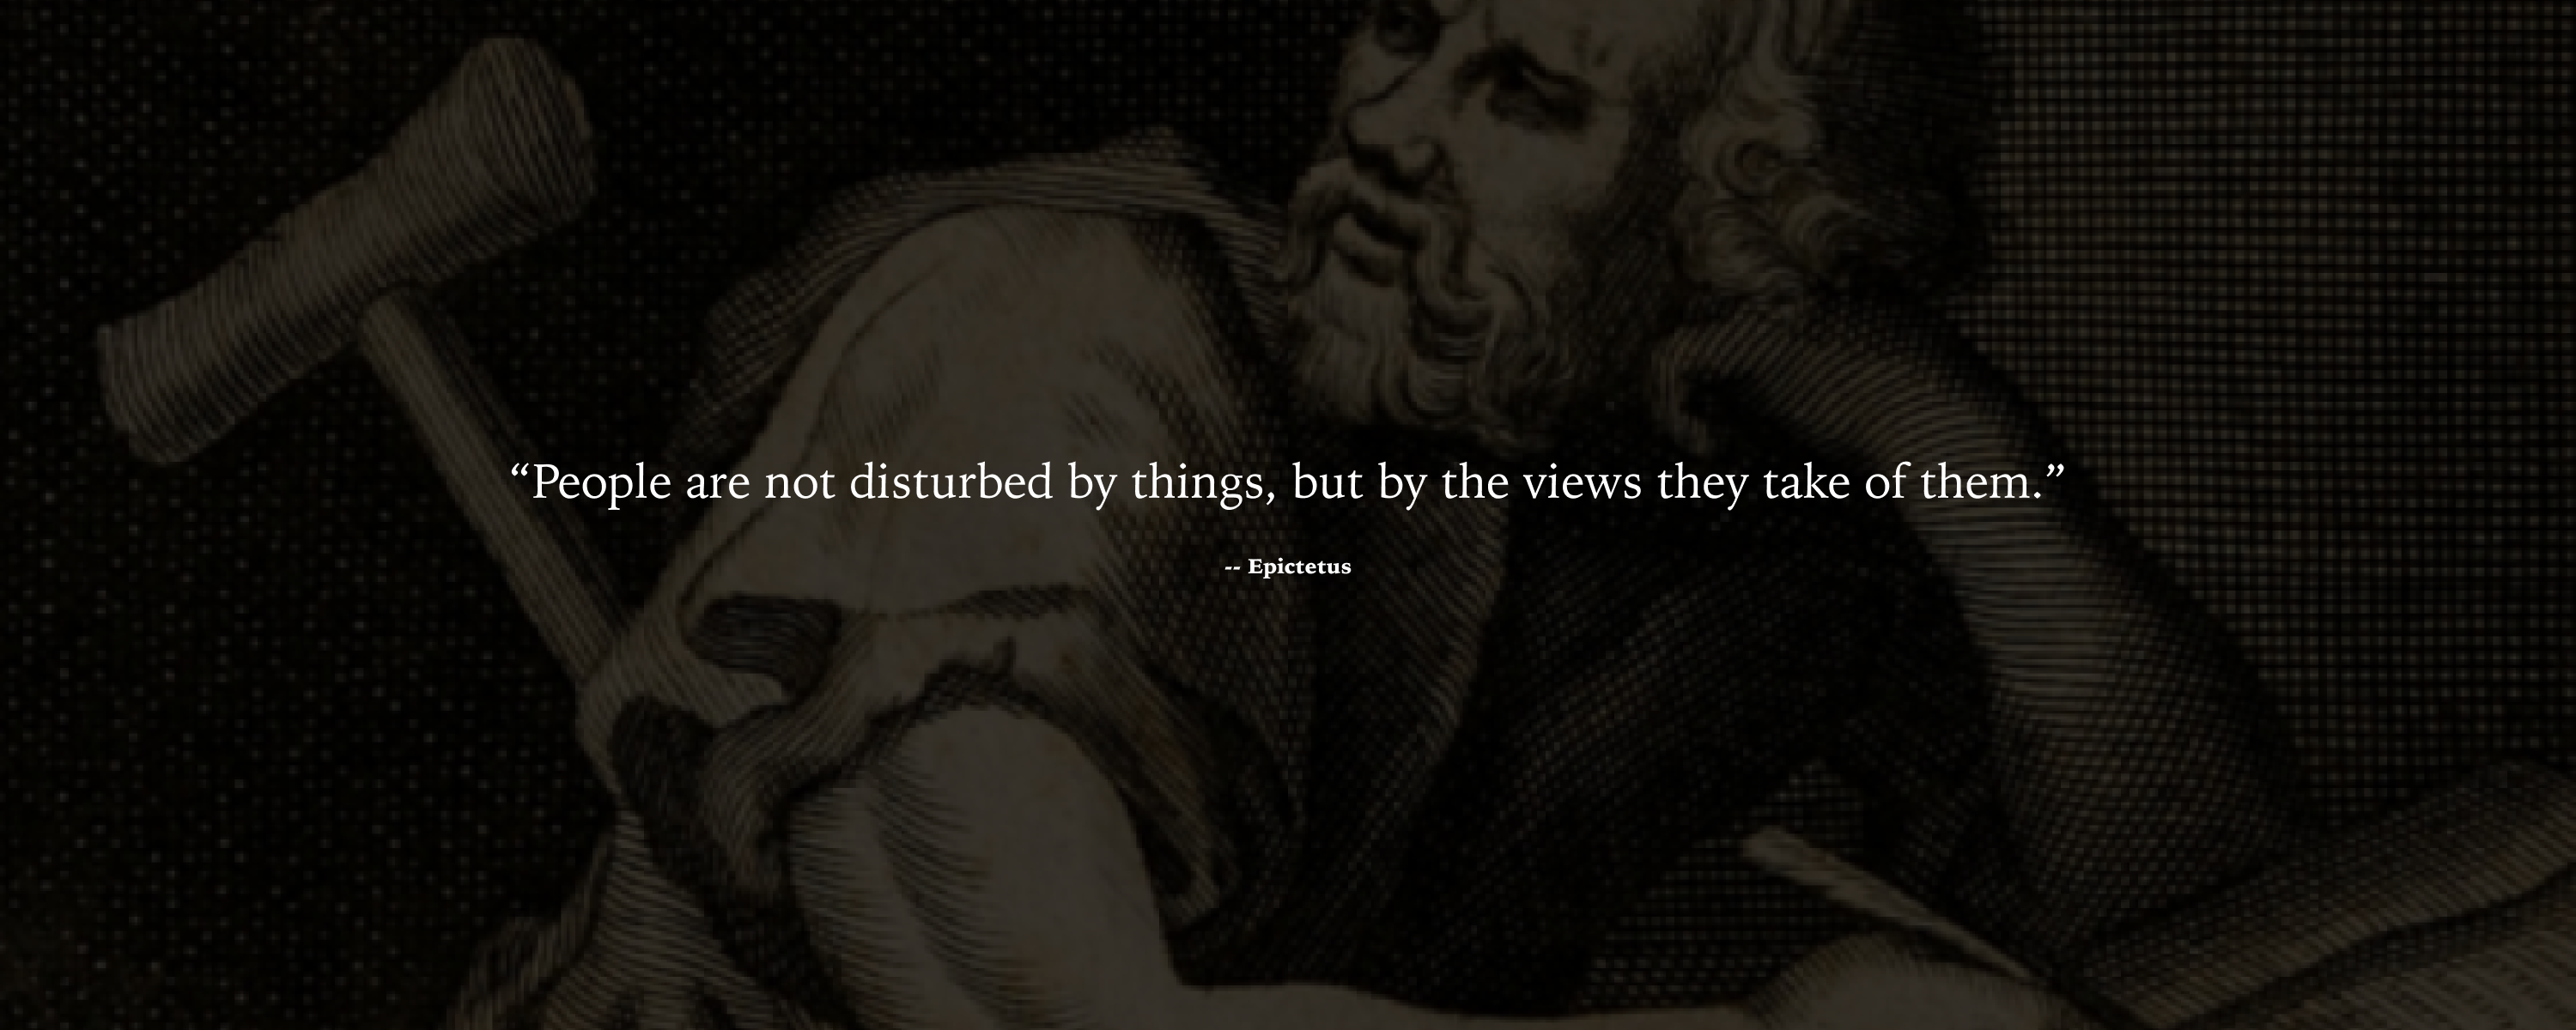 “People are not disturbed by things, but by the views they take of them.”
-- Epictetus